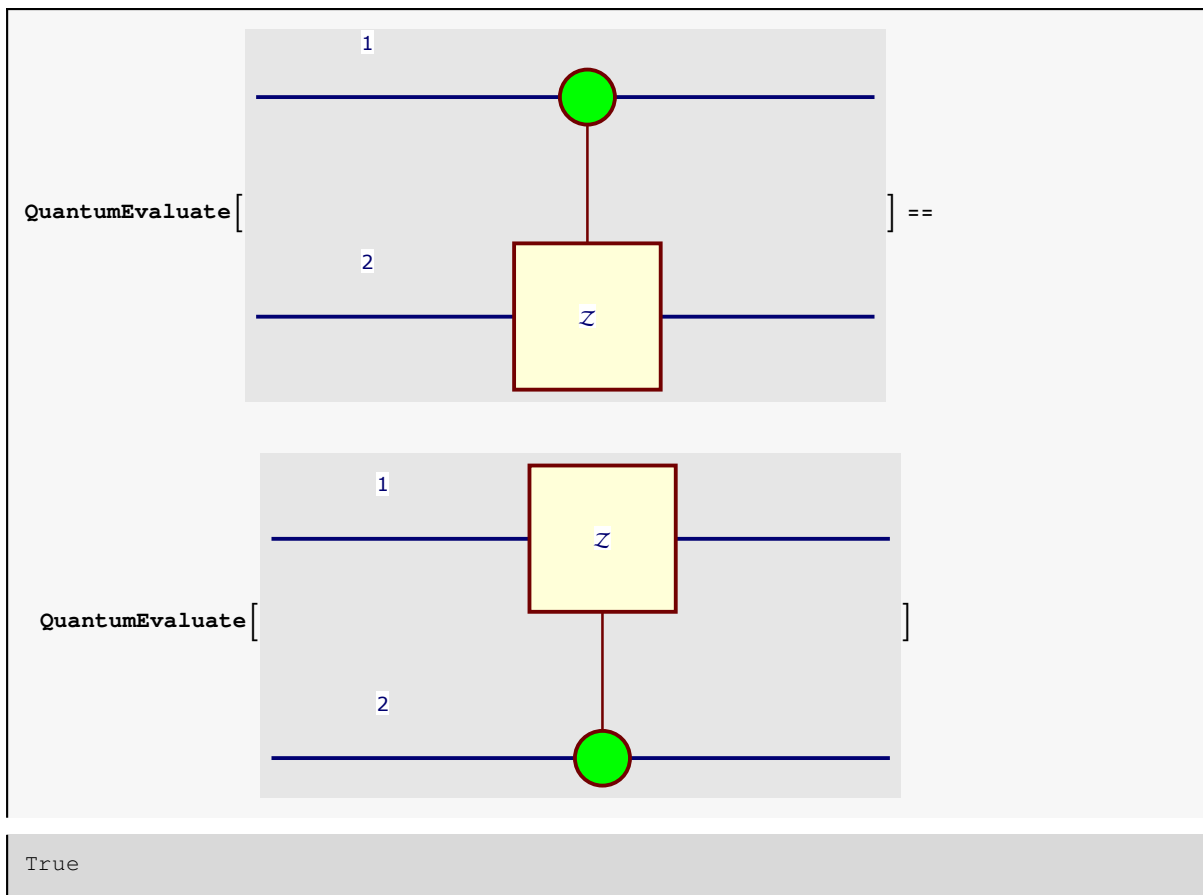 1
QuantumEvaluate[ ] ==
2
𝒵
1
𝒵
QuantumEvaluate[ ]
2
True